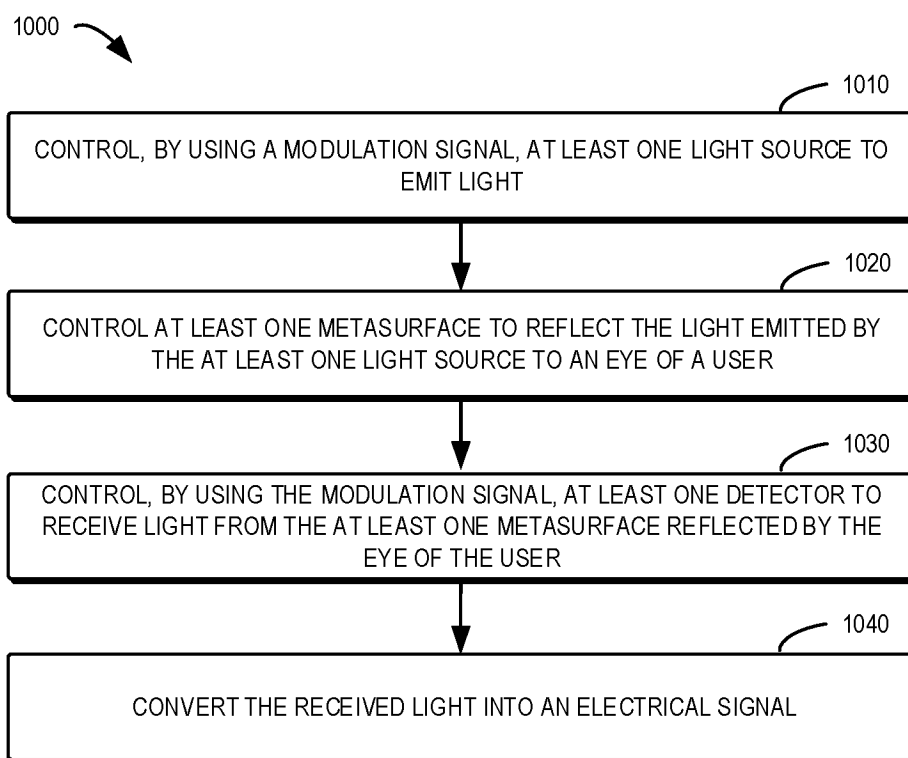 1000
1010
CONTROL, BY USING A MODULATION SIGNAL, AT LEAST ONE LIGHT SOURCE TO
EMIT LIGHT
1020
CONTROL AT LEAST ONE METASURFACE TO REFLECT THE LIGHT EMITTED BY
THE AT LEAST ONE LIGHT SOURCE TO AN EYE OF A USER
1030
CONTROL, BY USING THE MODULATION SIGNAL, AT LEAST ONE DETECTOR TO
RECEIVE LIGHT FROM THE AT LEAST ONE METASURFACE REFLECTED BY THE
EYE OF THE USER
1040
CONVERT THE RECEIVED LIGHT INTO AN ELECTRICAL SIGNAL